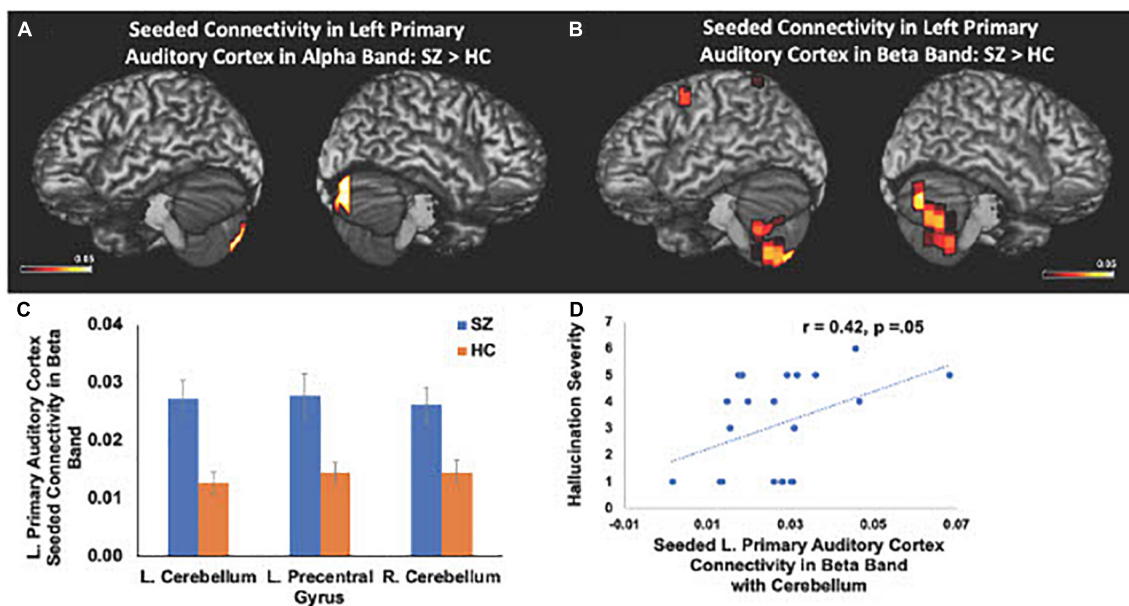 A
Seeded Connectivity in Left Primary
Auditory Cortex in Alpha Band: SZ > HC
0.05
B
Seeded Connectivity in Left Primary
Auditory Cortex in Beta Band: SZ > HC
0.05
C
L. Primary Auditory Cortex
Seeded Connectivity in Beta
Band
0.04
0.03
0.02
0.01
0.00
SZ
HC
L. Cerebellum
L. Precentral
Gyrus
R. Cerebellum
D
r = 0.42, p =.05
Hallucination Severity
7
6
5
4
3
2
1
0
-0.01
0.01
0.03
0.05
0.07
Seeded L. Primary Auditory Cortex
Connectivity in Beta Band
with Cerebellum